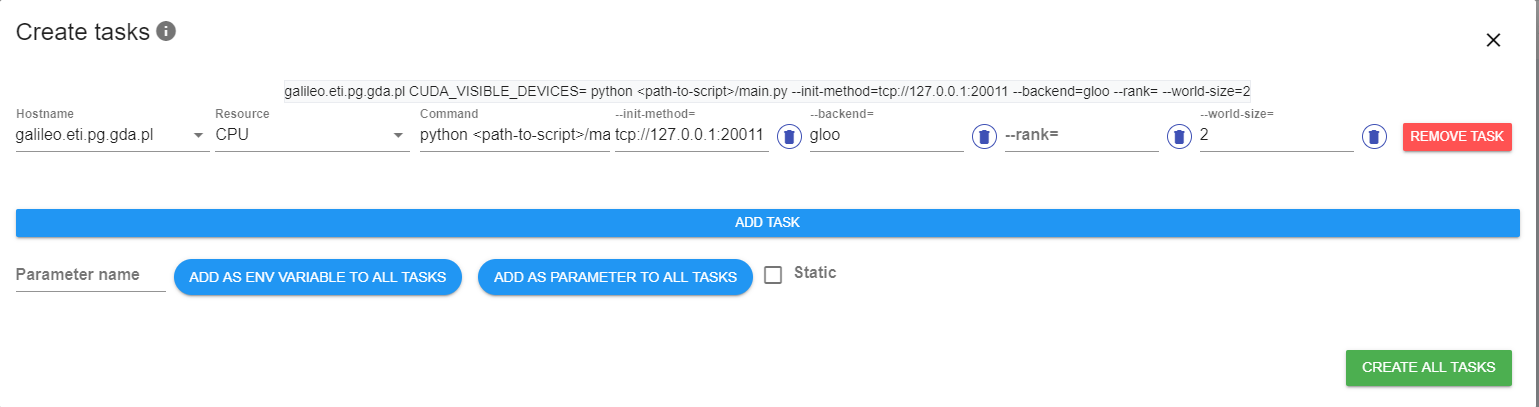 Create tasks
galileo.eti.pg.gda.pl CUDA_VISIBLE_DEVICES= python <path-to-script>/main.py --init-method=tcp://127.0.0.1:20011 --backend=gloo --rank= --world-size=2
Hostname Resource Command --init-method= --backend= --world-size=
galileo.eti.pg.gda.pl CPU python <path-to-script>/ma tcp://127.0.0.1:20011 gloo --rank= 2 REMOVE TASK
ADD TASK
Parameter name ADD AS ENV VARIABLE TO ALL TASKS ADD AS PARAMETER TO ALL TASKS Static
CREATE ALL TASKS